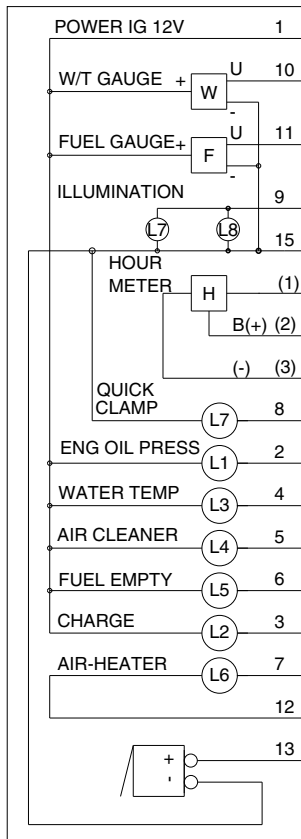 POWER IG 12V 1
W/T GAUGE + W U - 10
FUEL GAUGE + F U - 11
ILLUMINATION 9
L7 L8
15
HOUR
METER H (1)
B(+) (2)
(-) (3)
QUICK
CLAMP L7 8
ENG OIL PRESS L1 2
WATER TEMP L3 4
AIR CLEANER L4 5
FUEL EMPTY L5 6
CHARGE L2 3
AIR-HEATER L6 7
12
+ 13
-